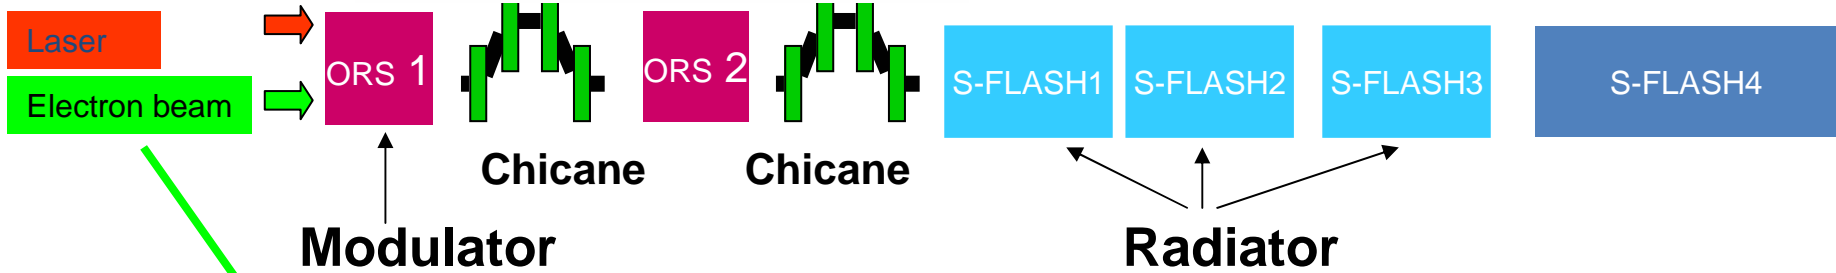 Laser
Electron beam
ORS 1
ORS 2
S-FLASH1
S-FLASH2
S-FLASH3
S-FLASH4
Chicane
Chicane
Modulator
Radiator